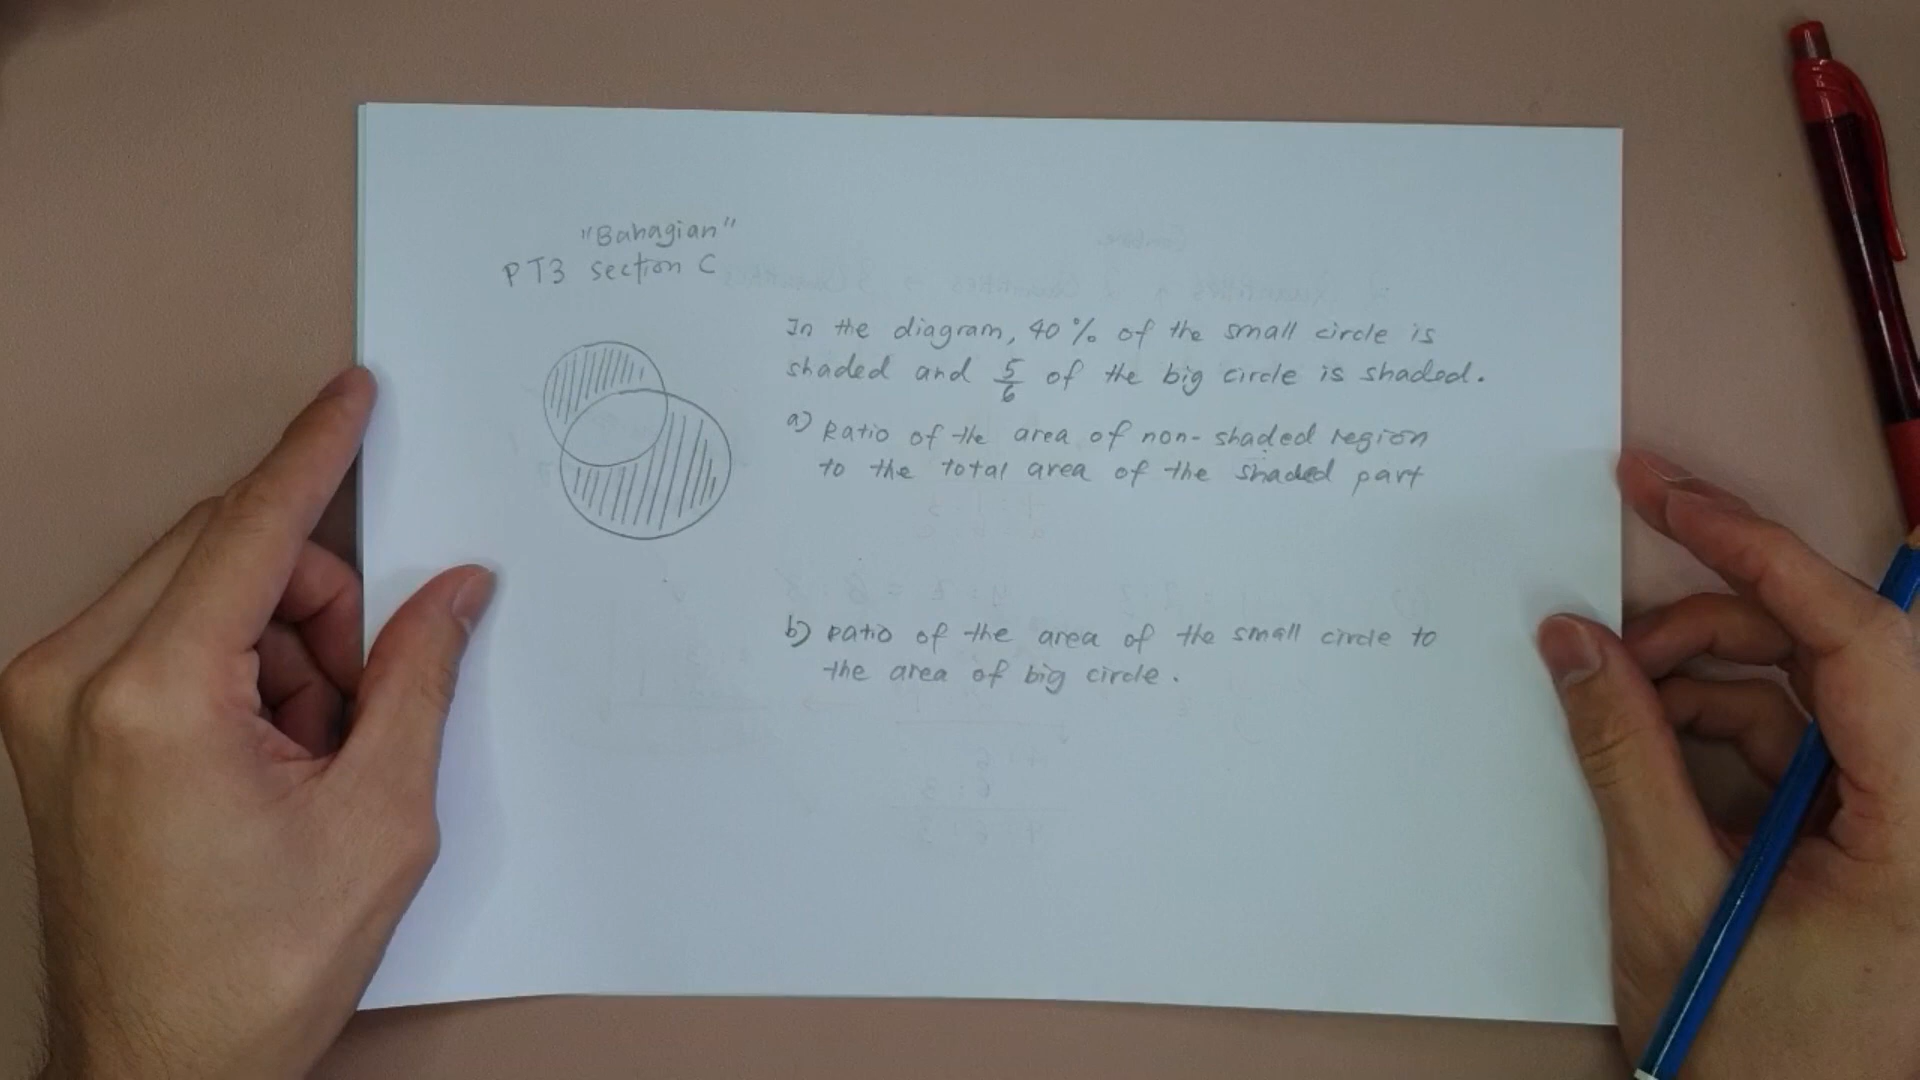 "Bahagian"
PT3 section C
In the diagram, 40% of the small circle is
shaded and 5/6 of the big circle is shaded.
a) Ratio of the area of non-shaded region
to the total area of the shaded part
b) Ratio of the area of the small circle to
the area of big circle.